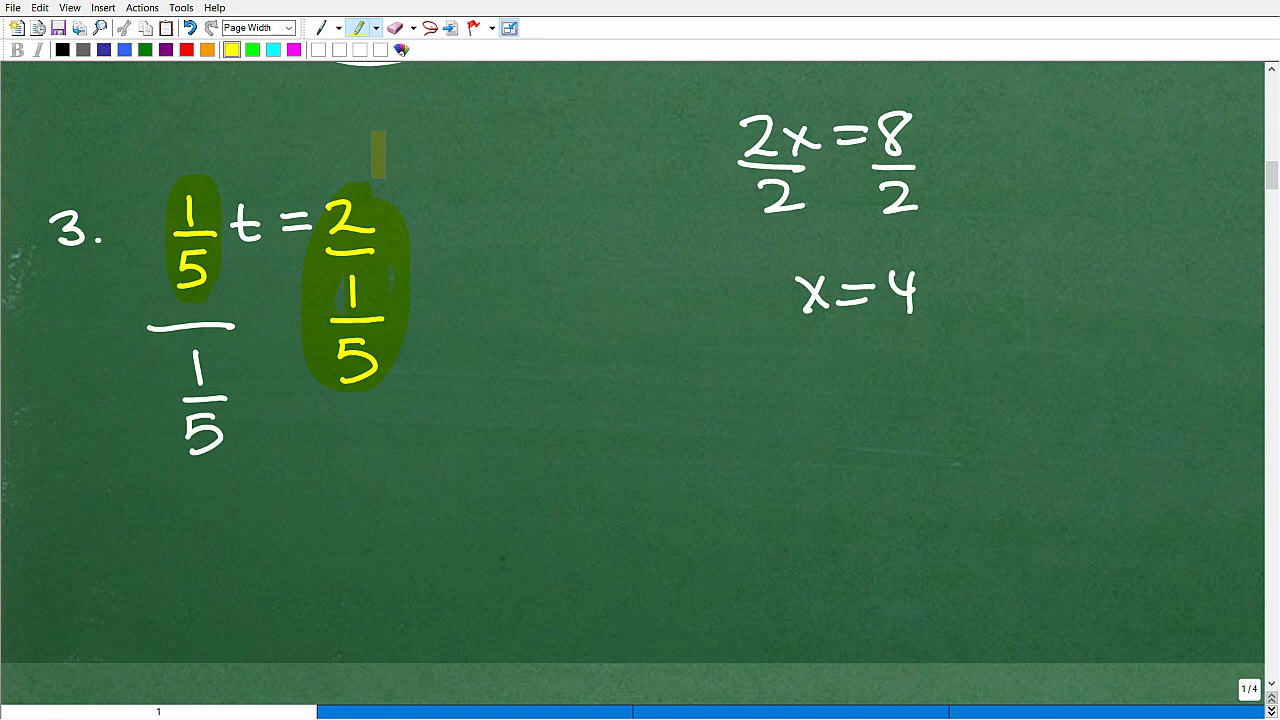 File Edit View Insert Actions Tools Help
Page Width
B I
2x = 8
2 2
x = 4
3. 1/5 t = 2
1/5 1/5
1 / 4
1